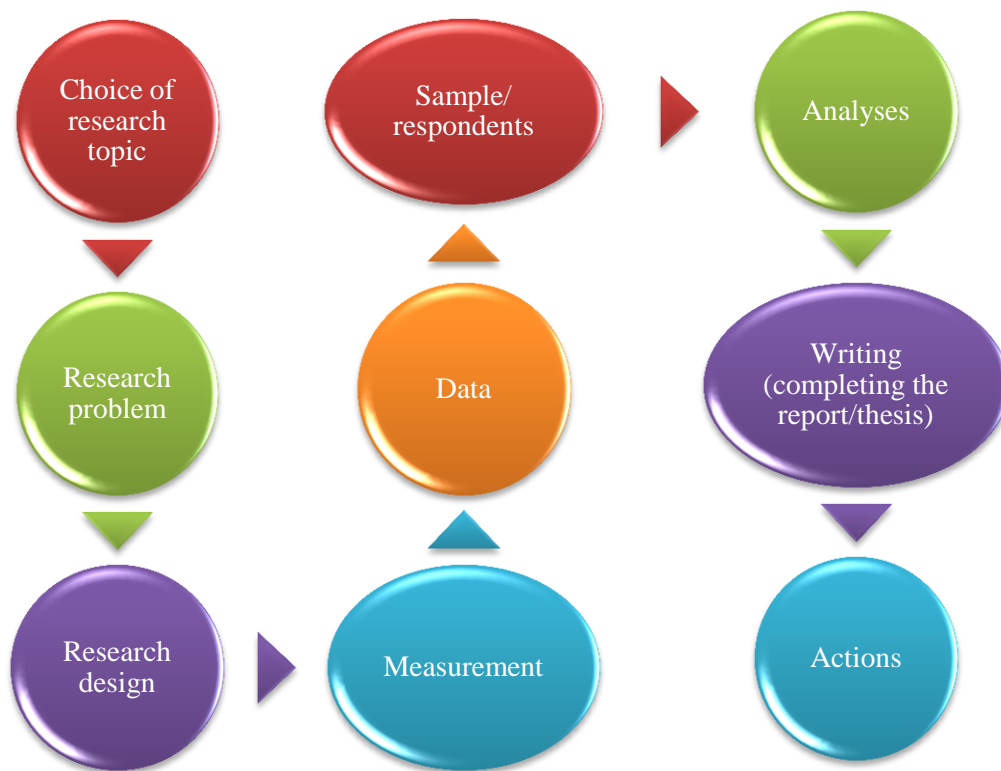 Choice of
research
topic
Research
problem
Research
design
Measurement
Data
Sample/
respondents
Analyses
Writing
(completing the
report/thesis)
Actions